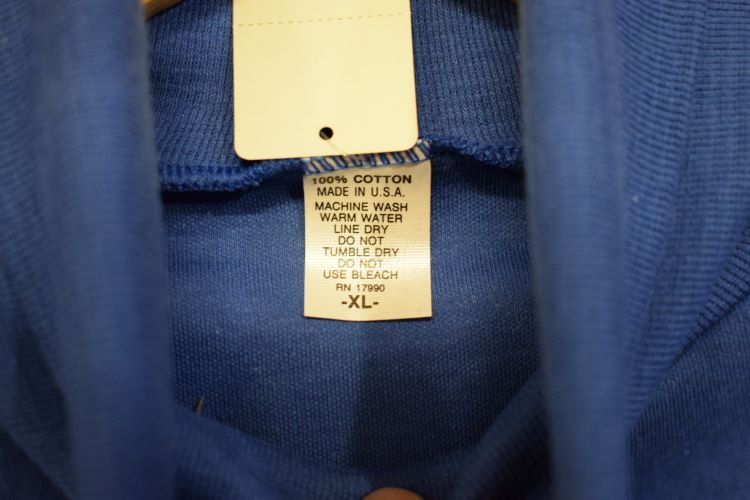 100% COTTON
MADE IN U.S.A.
MACHINE WASH
WARM WATER
LINE DRY
DO NOT
TUMBLE DRY
DO NOT
USE BLEACH
RN 17990
-XL-